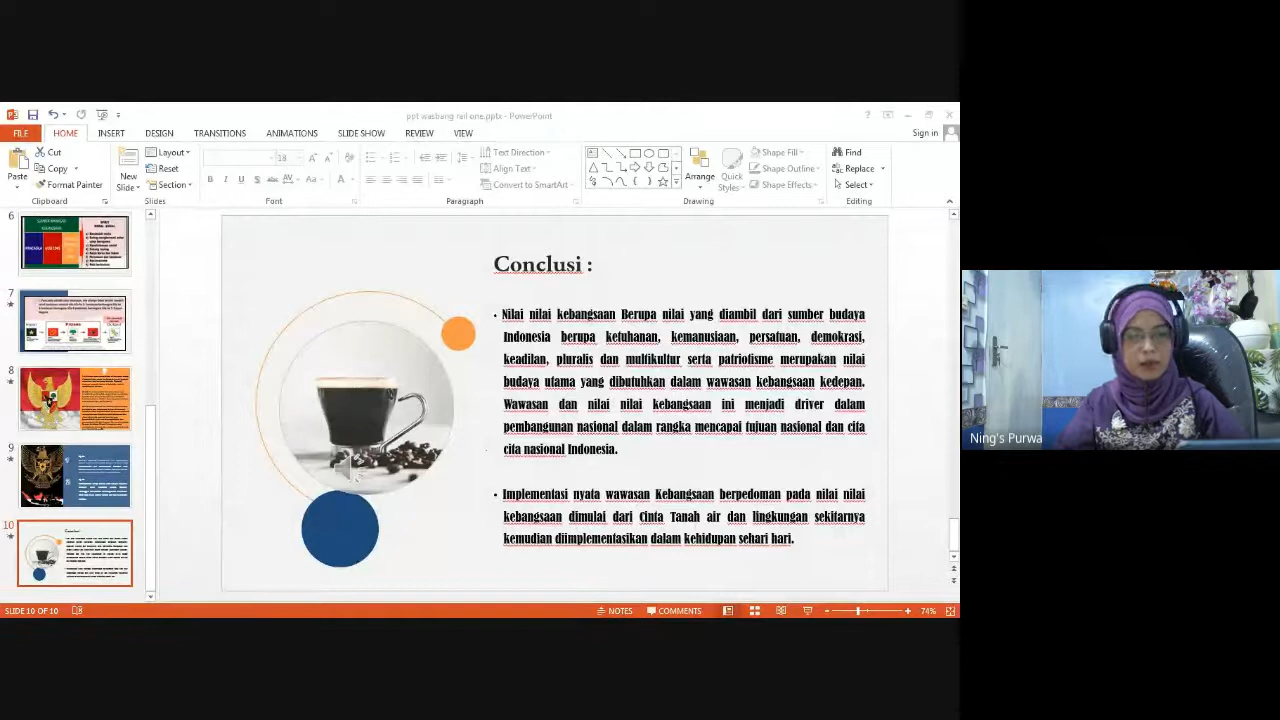 ppt wasbang rail one.pptx - PowerPoint
FILE HOME INSERT DESIGN TRANSITIONS ANIMATIONS SLIDE SHOW REVIEW VIEW Sign in
Paste
Cut
Copy
Format Painter
Clipboard
New
Slide
Layout
Reset
Section
Slides
18
Font
Text Direction
Align Text
Convert to SmartArt
Paragraph
Arrange
Quick
Styles
Shape Fill
Shape Outline
Shape Effects
Drawing
Find
Replace
Select
Editing
6
7
8
9
10
Conclusi :
• Nilai nilai kebangsaan Berupa nilai yang diambil dari sumber budaya
Indonesia berupa ketuhanan, kemanusiaan, persatuan, demokrasi,
keadilan, pluralis dan multikultur serta patriotisme merupakan nilai
budaya utama yang dibutuhkan dalam wawasan kebangsaan kedepan.
Wawasan dan nilai nilai kebangsaan ini menjadi driver dalam
pembangunan nasional dalam rangka mencapai tujuan nasional dan cita
cita nasional Indonesia.
• Implementasi nyata wawasan Kebangsaan berpedoman pada nilai nilai
kebangsaan dimulai dari Cinta Tanah air dan lingkungan sekitarnya
kemudian diimplementasikan dalam kehidupan sehari hari.
Ning's Purwa
SLIDE 10 OF 10 NOTES COMMENTS 74%